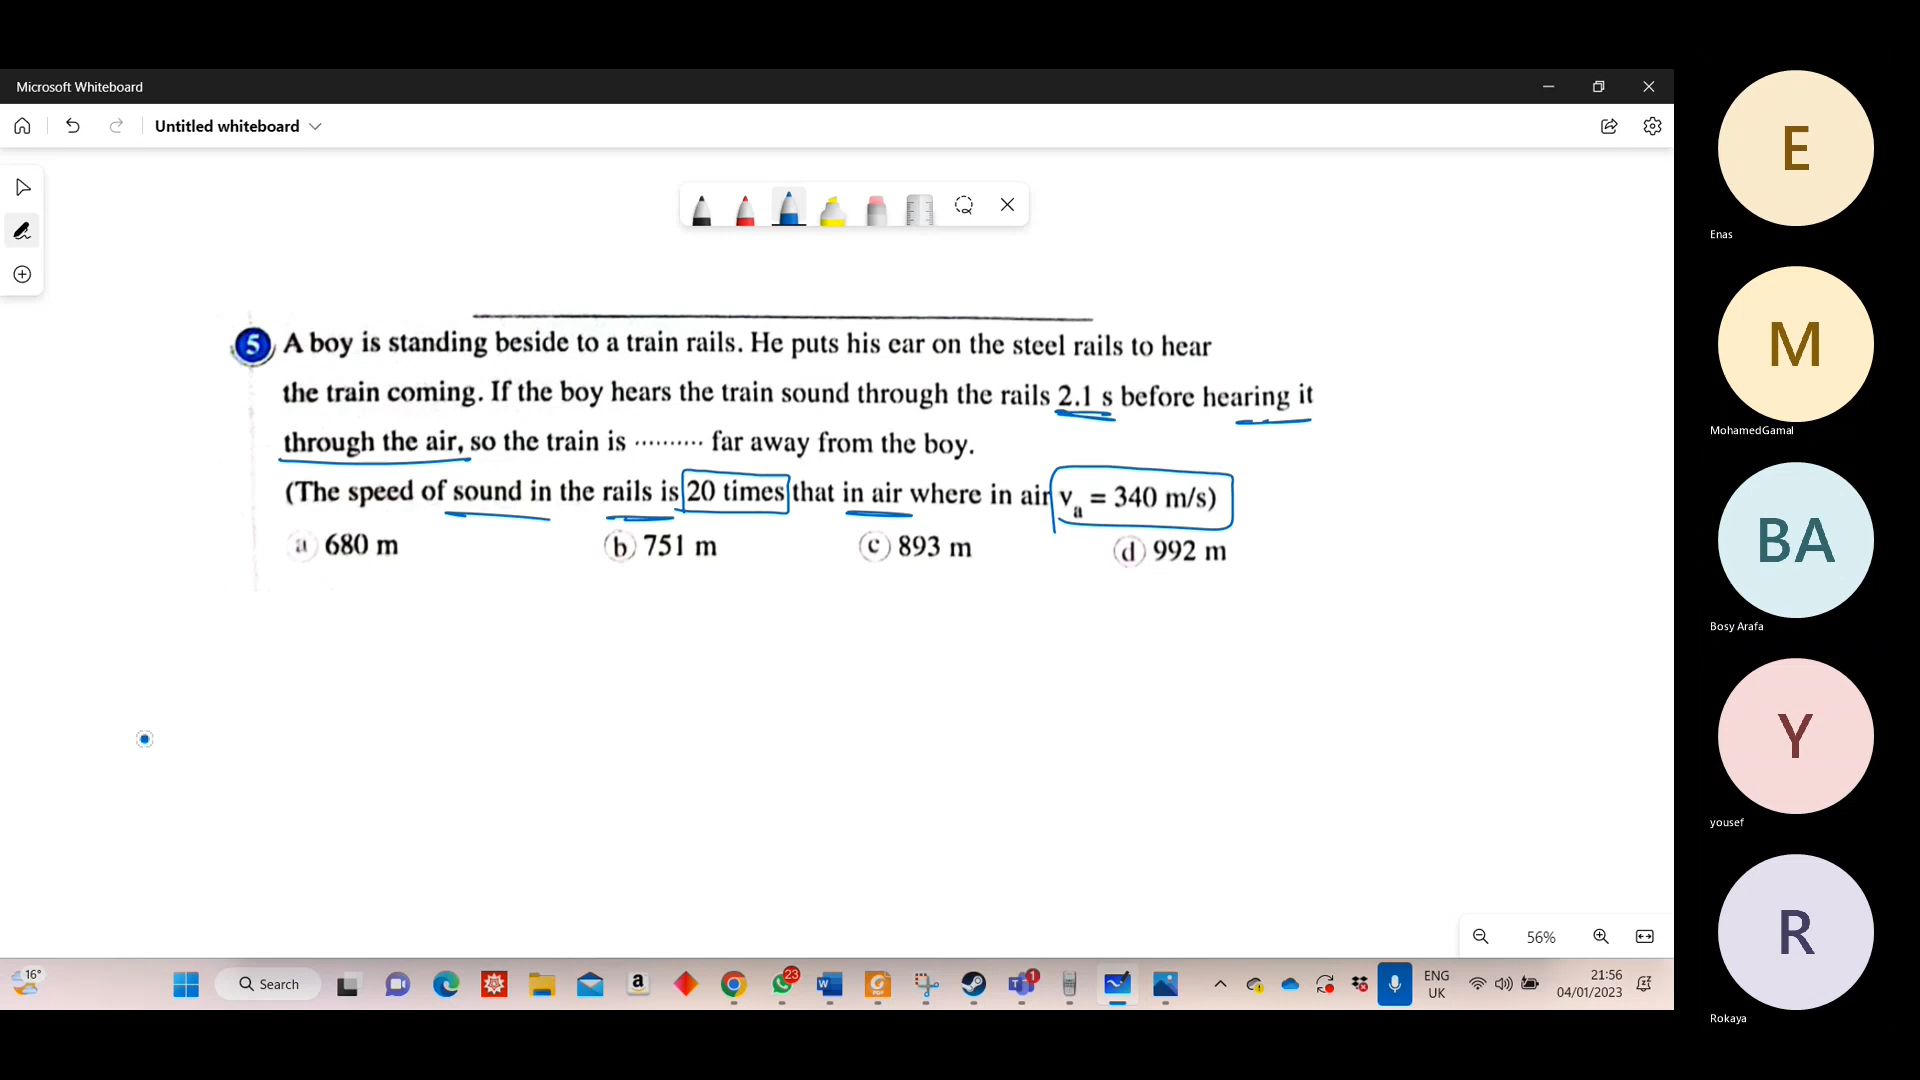 Microsoft Whiteboard
Untitled whiteboard
5 A boy is standing beside to a train rails. He puts his ear on the steel rails to hear
the train coming. If the boy hears the train sound through the rails 2.1 s before hearing it
through the air, so the train is .......... far away from the boy.
(The speed of sound in the rails is 20 times that in air where in air va = 340 m/s)
a 680 m b 751 m c 893 m d 992 m
56%
16°
Search
a
23
W
T
1
ENG
UK
21:56
04/01/2023
E
Enas
M
MohamedGamal
BA
Bosy Arafa
Y
yousef
R
Rokaya